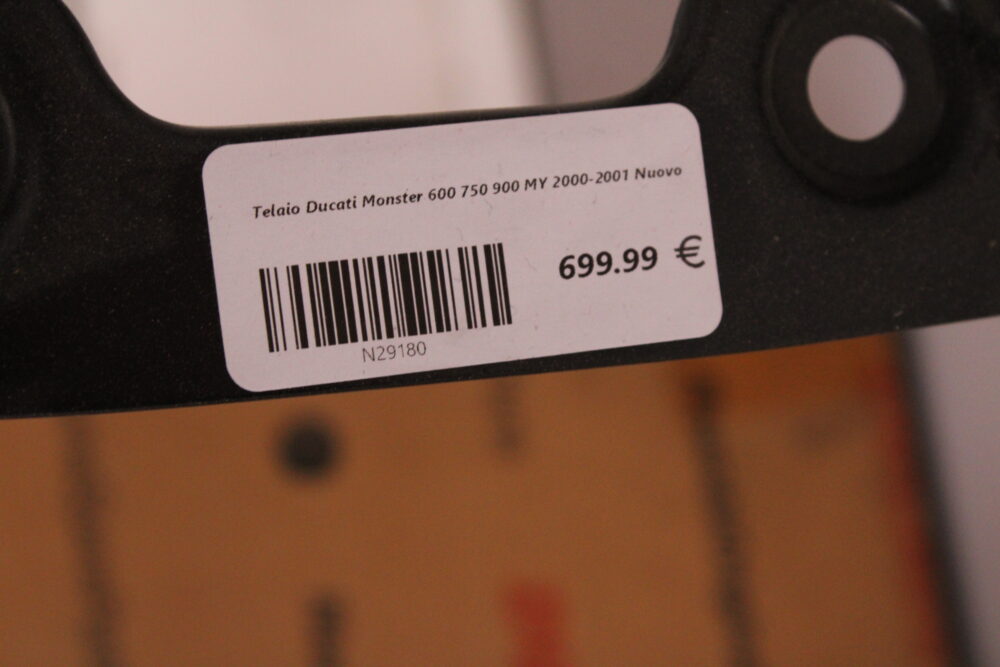 Telaio Ducati Monster 600 750 900 MY 2000-2001 Nuovo
699.99 €
N29180